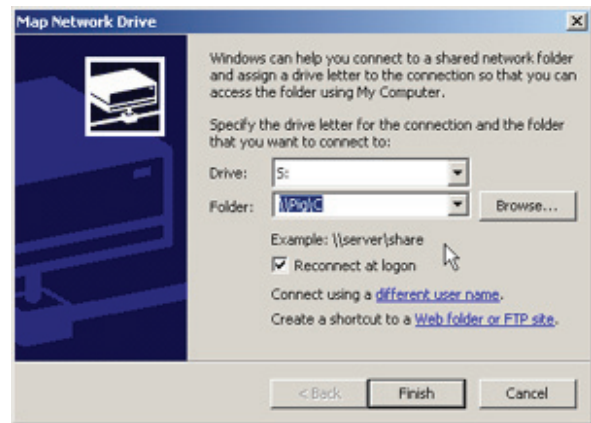 Map Network Drive
Windows can help you connect to a shared network folder
and assign a drive letter to the connection so that you can
access the folder using My Computer.
Specify the drive letter for the connection and the folder
that you want to connect to:
Drive: S:
Folder: \\Pig\C Browse...
Example: \\server\share
Reconnect at logon
Connect using a different user name.
Create a shortcut to a Web folder or FTP site.
< Back Finish Cancel